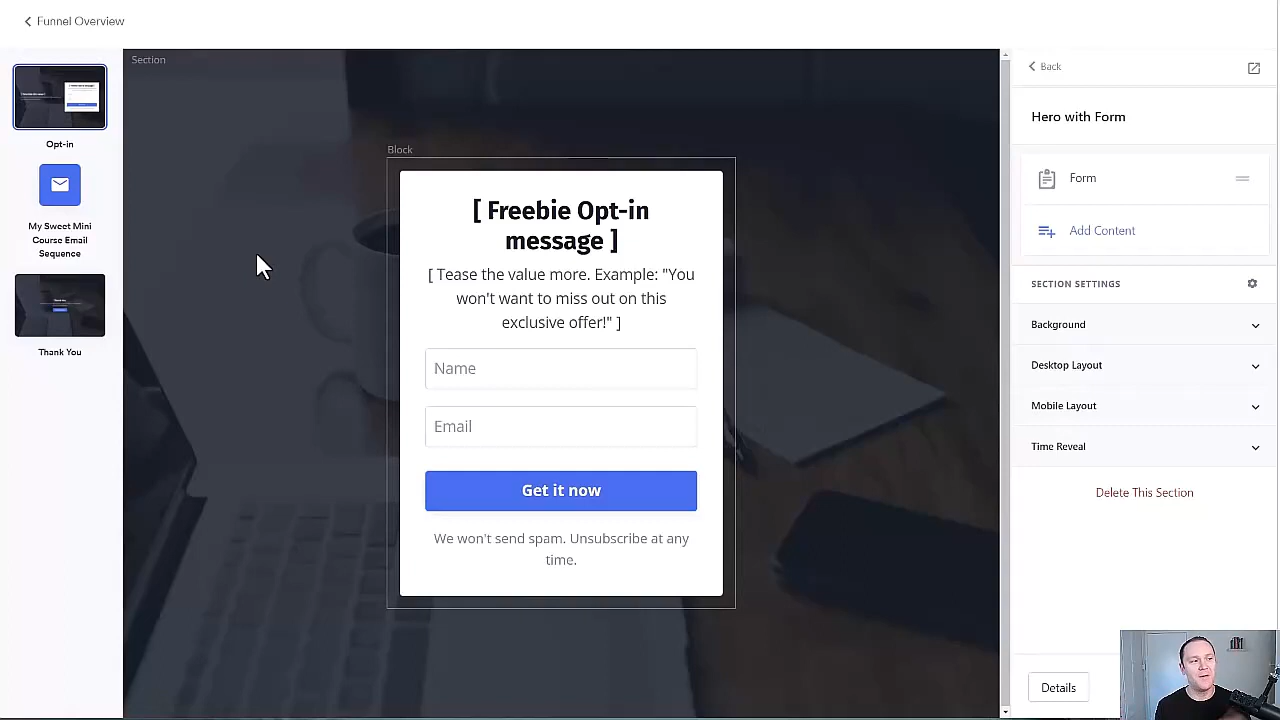 Funnel Overview
Opt-in
My Sweet Mini
Course Email
Sequence
Thank You
Section
Block
[ Freebie Opt-in
message ]
[ Tease the value more. Example: "You
won't want to miss out on this
exclusive offer!" ]
Name
Email
Get it now
We won't send spam. Unsubscribe at any
time.
Back
Hero with Form
Form
Add Content
SECTION SETTINGS
Background
Desktop Layout
Mobile Layout
Time Reveal
Delete This Section
Details